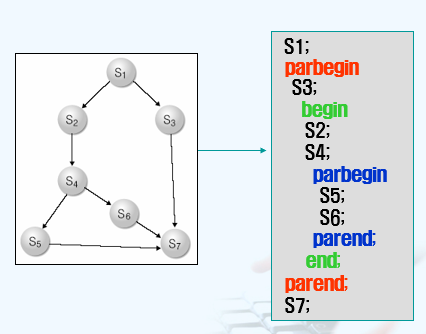 S1
S2
S3
S4
S6
S5
S7
S1;
parbegin
S3;
begin
S2;
S4;
parbegin
S5;
S6;
parend;
end;
parend;
S7;